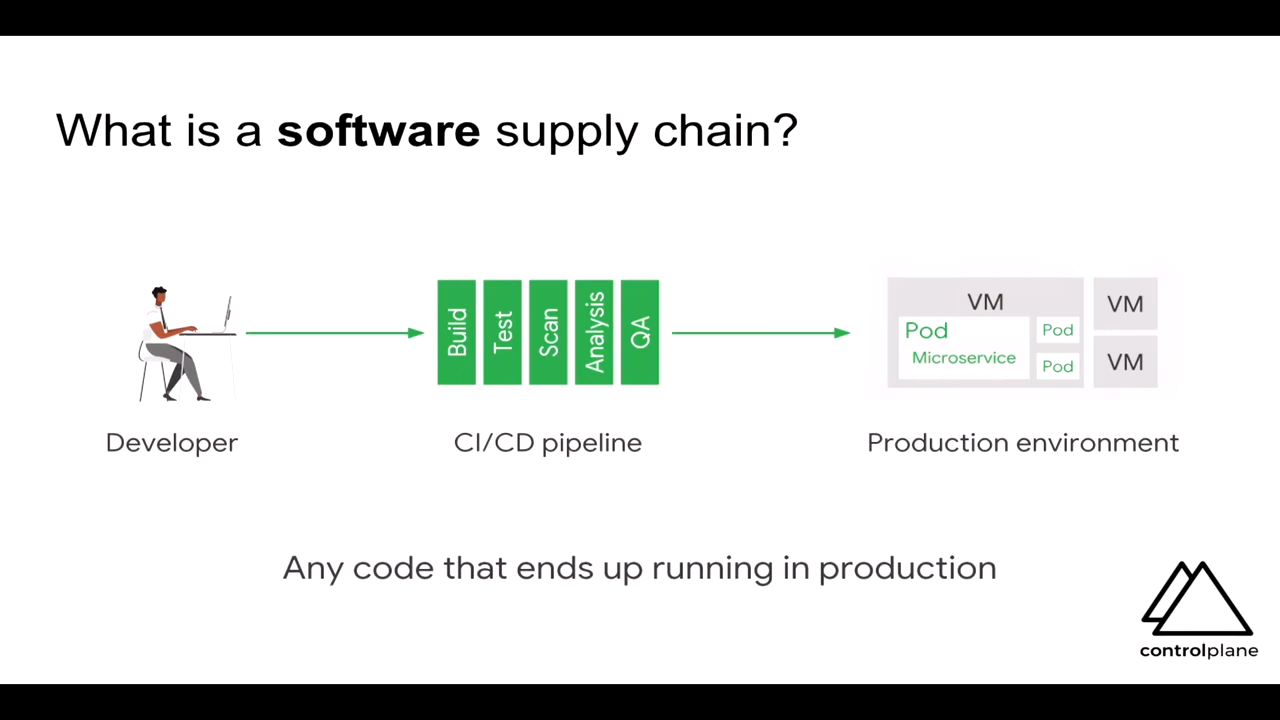 What is a software supply chain?
Build
Test
Scan
Analysis
QA
VM
Pod
Microservice
Pod
Pod
VM
VM
Developer
CI/CD pipeline
Production environment
Any code that ends up running in production
controlplane